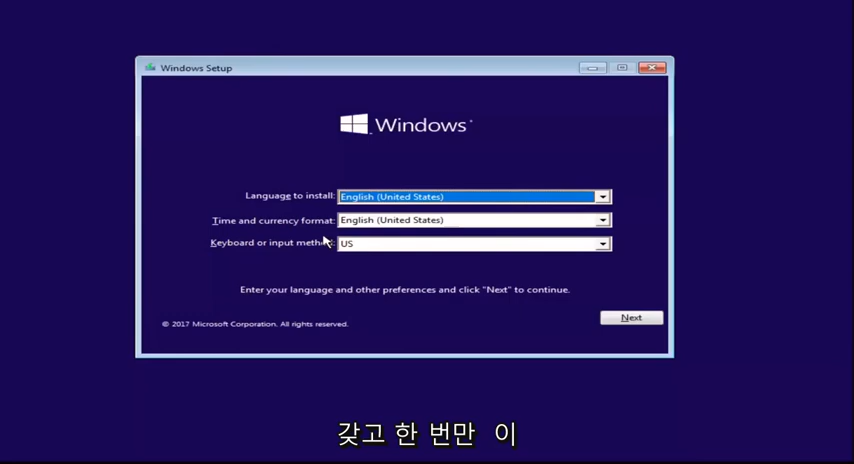 Windows Setup
Windows
Language to install: English (United States)
Time and currency format: English (United States)
Keyboard or input method: US
Enter your language and other preferences and click "Next" to continue.
© 2017 Microsoft Corporation. All rights reserved.
Next
갖고 한 번만 이